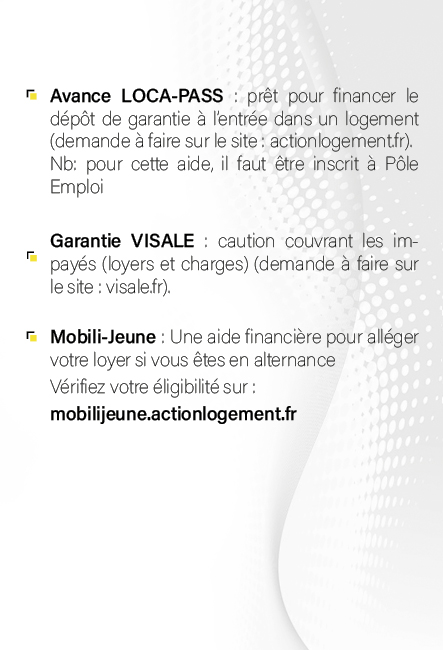 Avance LOCA-PASS : prêt pour financer le
dépôt de garantie à l'entrée dans un logement
(demande à faire sur le site : actionlogement.fr).
Nb: pour cette aide, il faut être inscrit à Pôle
Emploi
Garantie VISALE : caution couvrant les im-
payés (loyers et charges) (demande à faire sur
le site : visale.fr).
Mobili-Jeune : Une aide financière pour alléger
votre loyer si vous êtes en alternance
Vérifiez votre éligibilité sur :
mobilijeune.actionlogement.fr